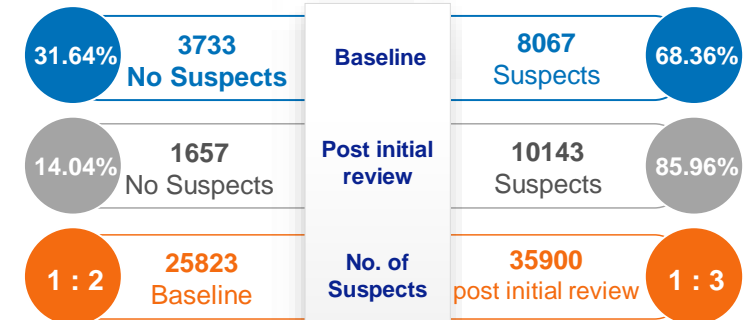 31.64%
3733
No Suspects
Baseline
8067
Suspects
68.36%
14.04%
1657
No Suspects
Post initial
review
10143
Suspects
85.96%
1 : 2
25823
Baseline
No. of
Suspects
35900
post initial review
1 : 3